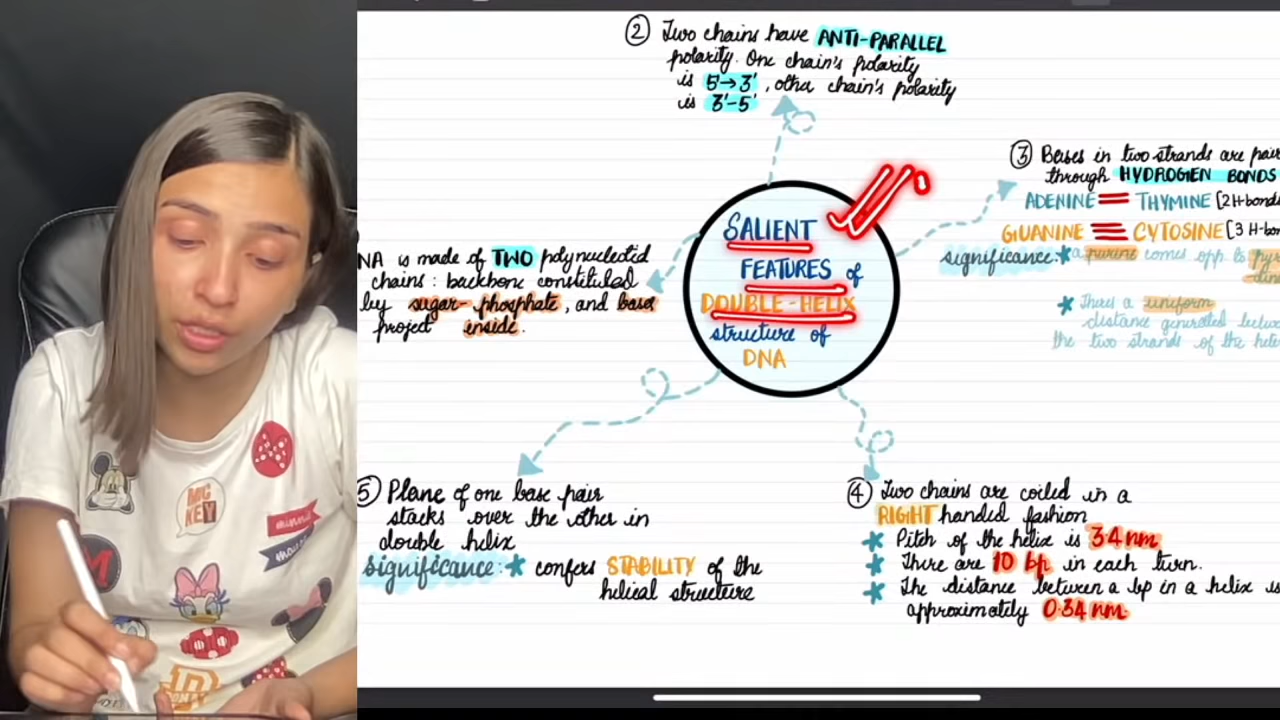 ② Two chains have ANTI-PARALLEL
polarity. One chain's polarity
is 5'→3', other chain's polarity
is 3'-5'
③ Bases in two strands are pair
through HYDROGEN BONDS
ADENINE = THYMINE [2H-bonds
GUANINE ≡ CYTOSINE [3 H-bon
significance: * a purine comes opp to pyr
* There's a uniform
distance generated betwe
the two strands of the heli
SALIENT
FEATURES of
DOUBLE-HELIX
structure of
DNA
NA is made of TWO polynucleotid
chains: backbone constituted
by sugar-phosphate, and base
project inside.
⑤ Plane of one base pair
stacks over the other in
double helix
significance: * confers STABILITY of the
helical structure
④ Two chains are coiled in a
RIGHT handed fashion
* Pitch of the helix is 3.4 nm
* There are 10 bp in each turn.
* The distance between a bp in a helix is
approximately 0.34 nm
MIC
KEY
minnie
M